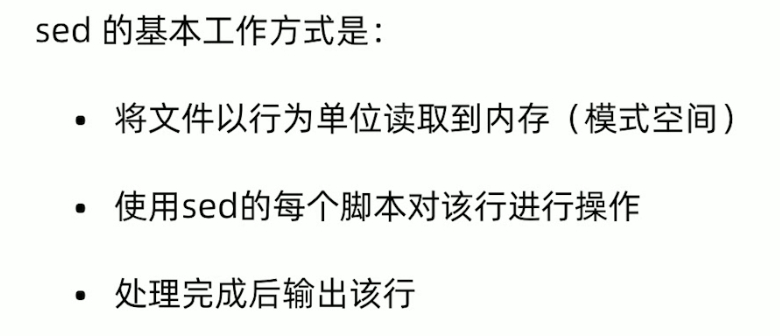 sed 的基本工作方式是：
• 将文件以行为单位读取到内存（模式空间）
• 使用sed的每个脚本对该行进行操作
• 处理完成后输出该行